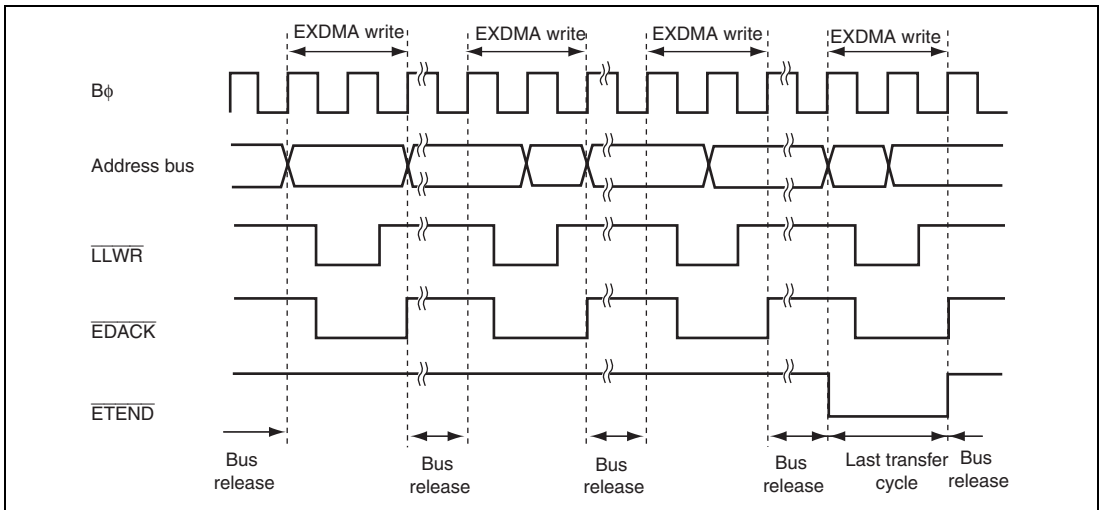 EXDMA write EXDMA write EXDMA write EXDMA write
Bϕ
Address bus
LLWR
EDACK
ETEND
Bus release
Bus release
Bus release
Bus release
Last transfer cycle
Bus release